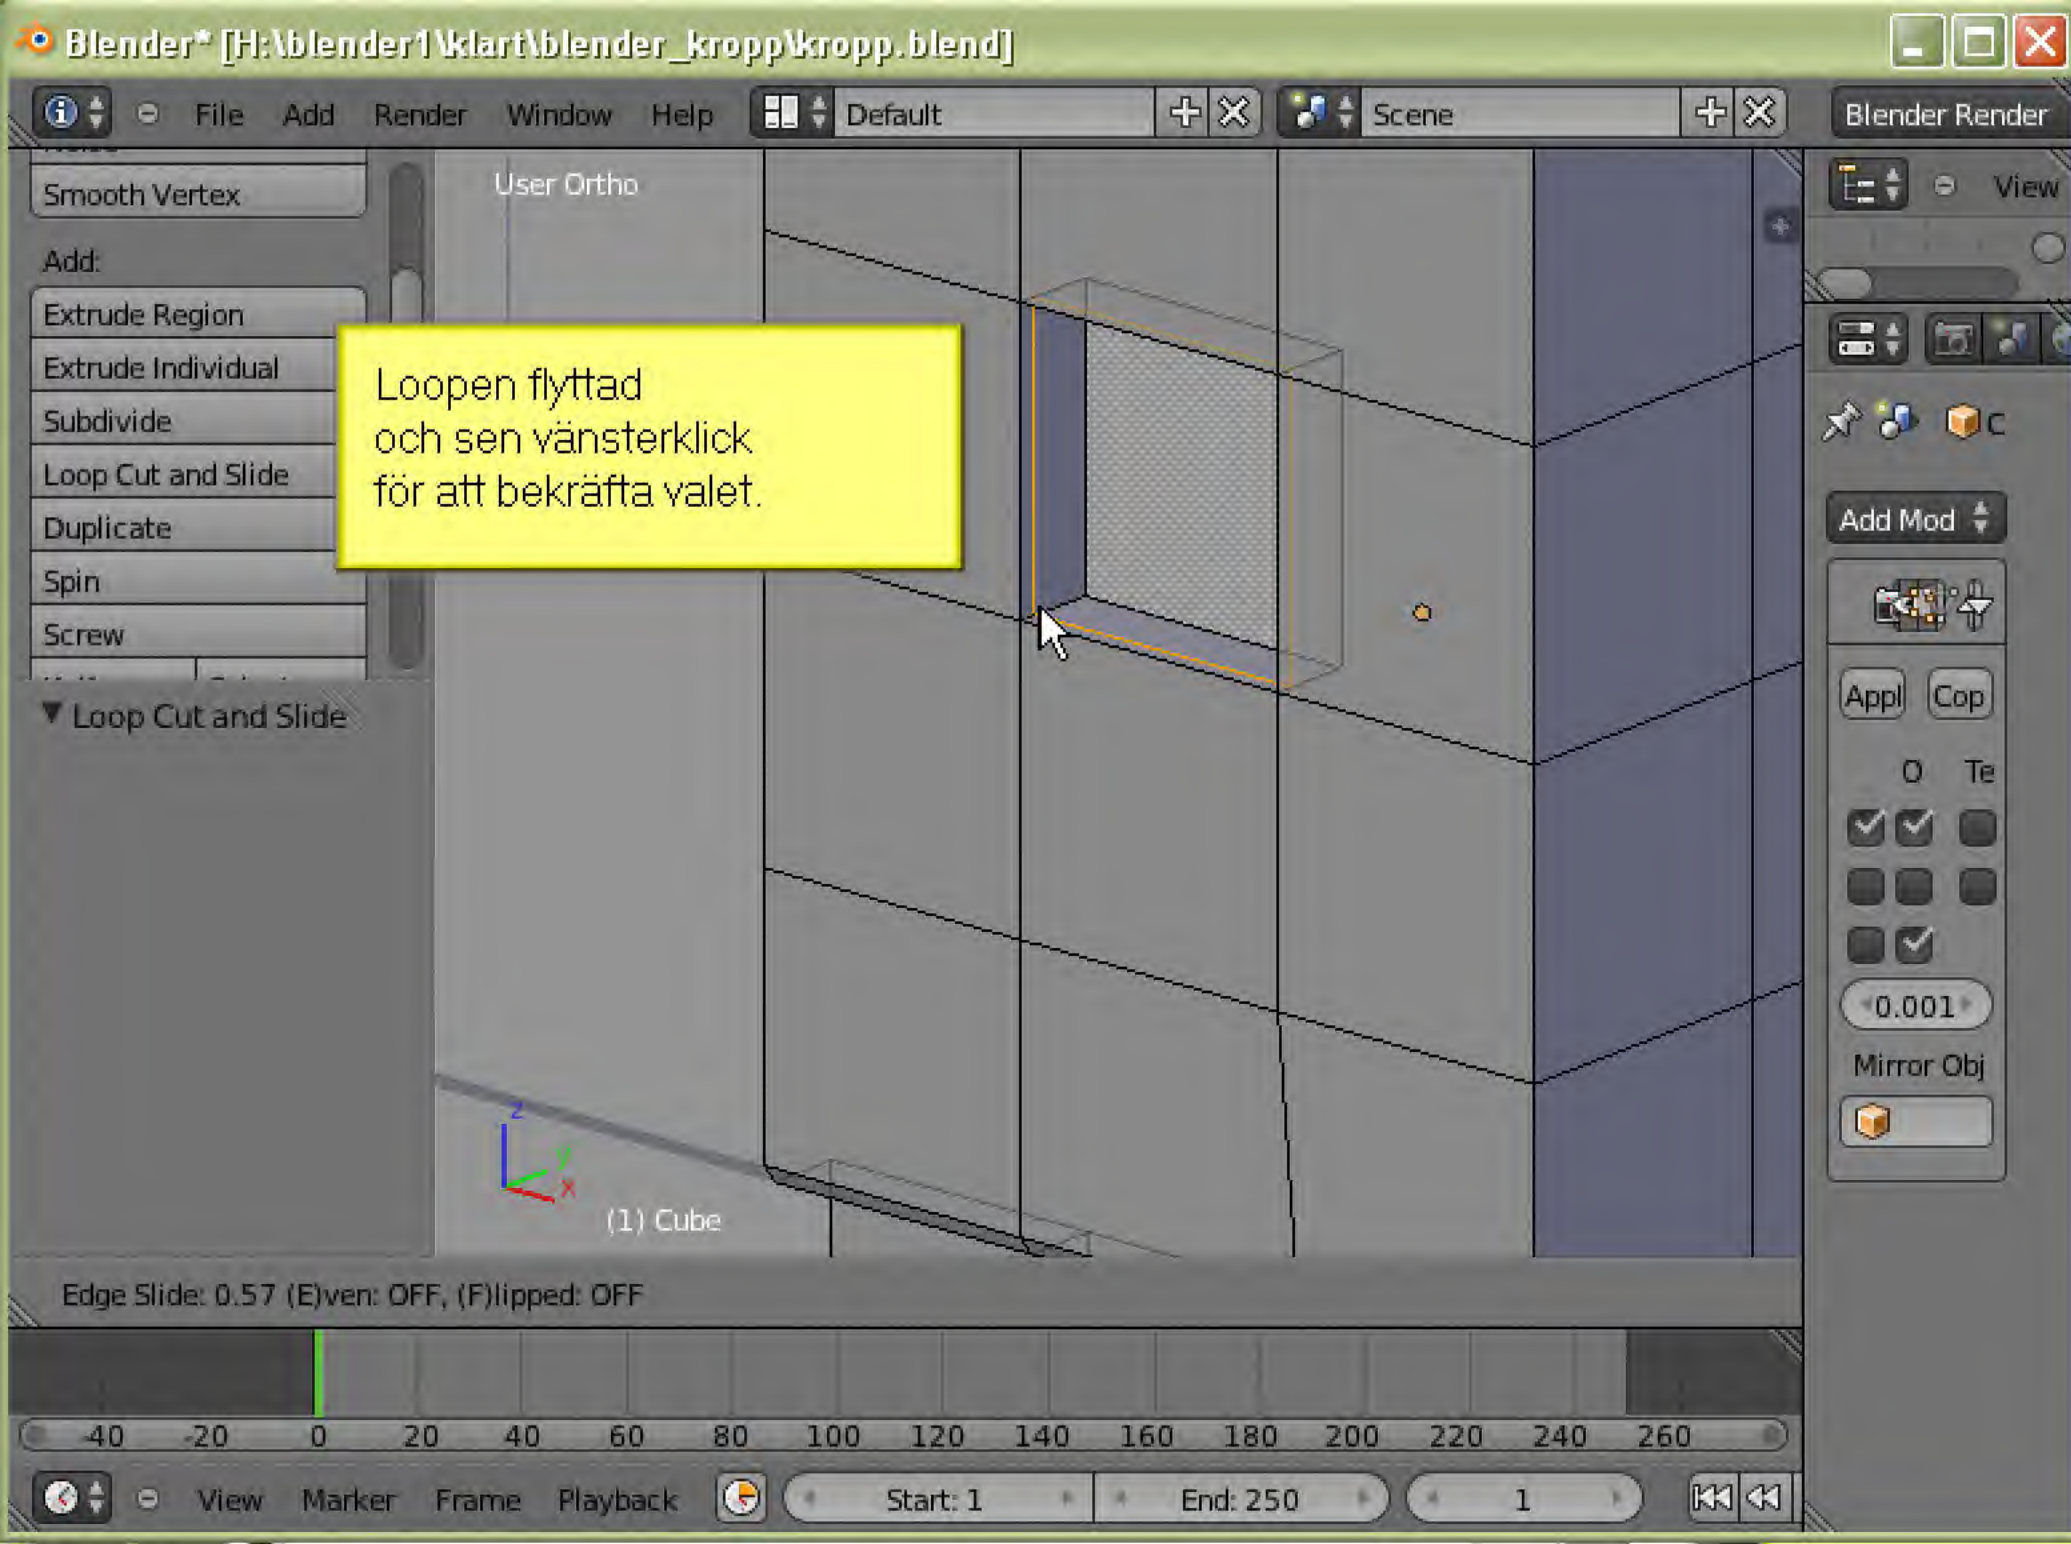 Blender* [H:\blender1\klart\blender_kropp\kropp.blend]
File Add Render Window Help Default Scene Blender Render
Smooth Vertex
User Ortho
View
Add:
Extrude Region
Extrude Individual
Subdivide
Loop Cut and Slide
Duplicate
Spin
Screw
Loopen flyttad
och sen vänsterklick
för att bekräfta valet.
C
Add Mod
Appl Cop
Loop Cut and Slide
O Te
0.001
Mirror Obj
z
y
x
(1) Cube
Edge Slide: 0.57 (E)ven: OFF, (F)lipped: OFF
-40 -20 0 20 40 60 80 100 120 140 160 180 200 220 240 260
View Marker Frame Playback Start: 1 End: 250 1